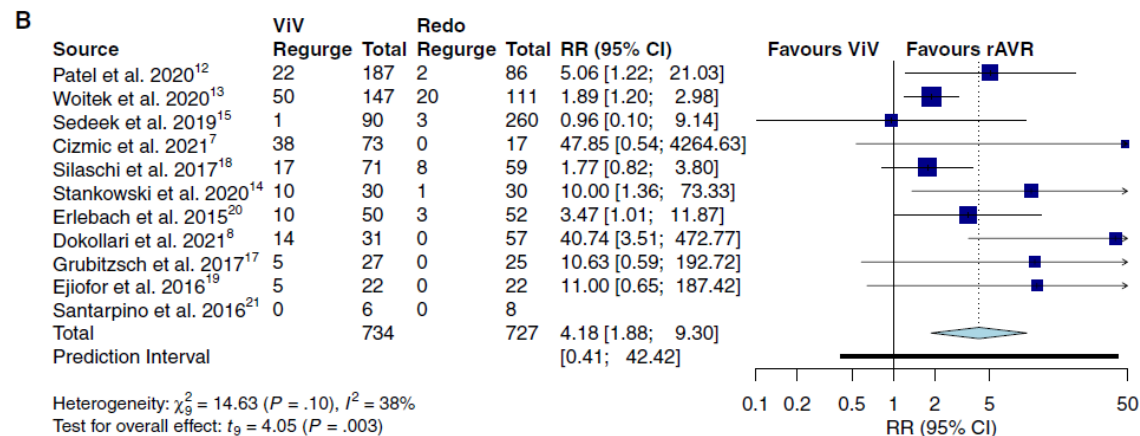 B
ViV Redo
Source Regurge Total Regurge Total RR (95% CI) Favours ViV Favours rAVR
Patel et al. 2020¹² 22 187 2 86 5.06 [1.22; 21.03]
Woitek et al. 2020¹³ 50 147 20 111 1.89 [1.20; 2.98]
Sedeek et al. 2019¹⁵ 1 90 3 260 0.96 [0.10; 9.14]
Cizmic et al. 2021⁷ 38 73 0 17 47.85 [0.54; 4264.63]
Silaschi et al. 2017¹⁸ 17 71 8 59 1.77 [0.82; 3.80]
Stankowski et al. 2020¹⁴ 10 30 1 30 10.00 [1.36; 73.33]
Erlebach et al. 2015²⁰ 10 50 3 52 3.47 [1.01; 11.87]
Dokollari et al. 2021⁸ 14 31 0 57 40.74 [3.51; 472.77]
Grubitzsch et al. 2017¹⁷ 5 27 0 25 10.63 [0.59; 192.72]
Ejiofor et al. 2016¹⁹ 5 22 0 22 11.00 [0.65; 187.42]
Santarpino et al. 2016²¹ 0 6 0 8
Total 734 727 4.18 [1.88; 9.30]
Prediction Interval [0.41; 42.42]
0.1 0.2 0.5 1 2 5 50
Heterogeneity: χ²₉ = 14.63 (P = .10), I² = 38%
Test for overall effect: t₉ = 4.05 (P = .003)
RR (95% CI)